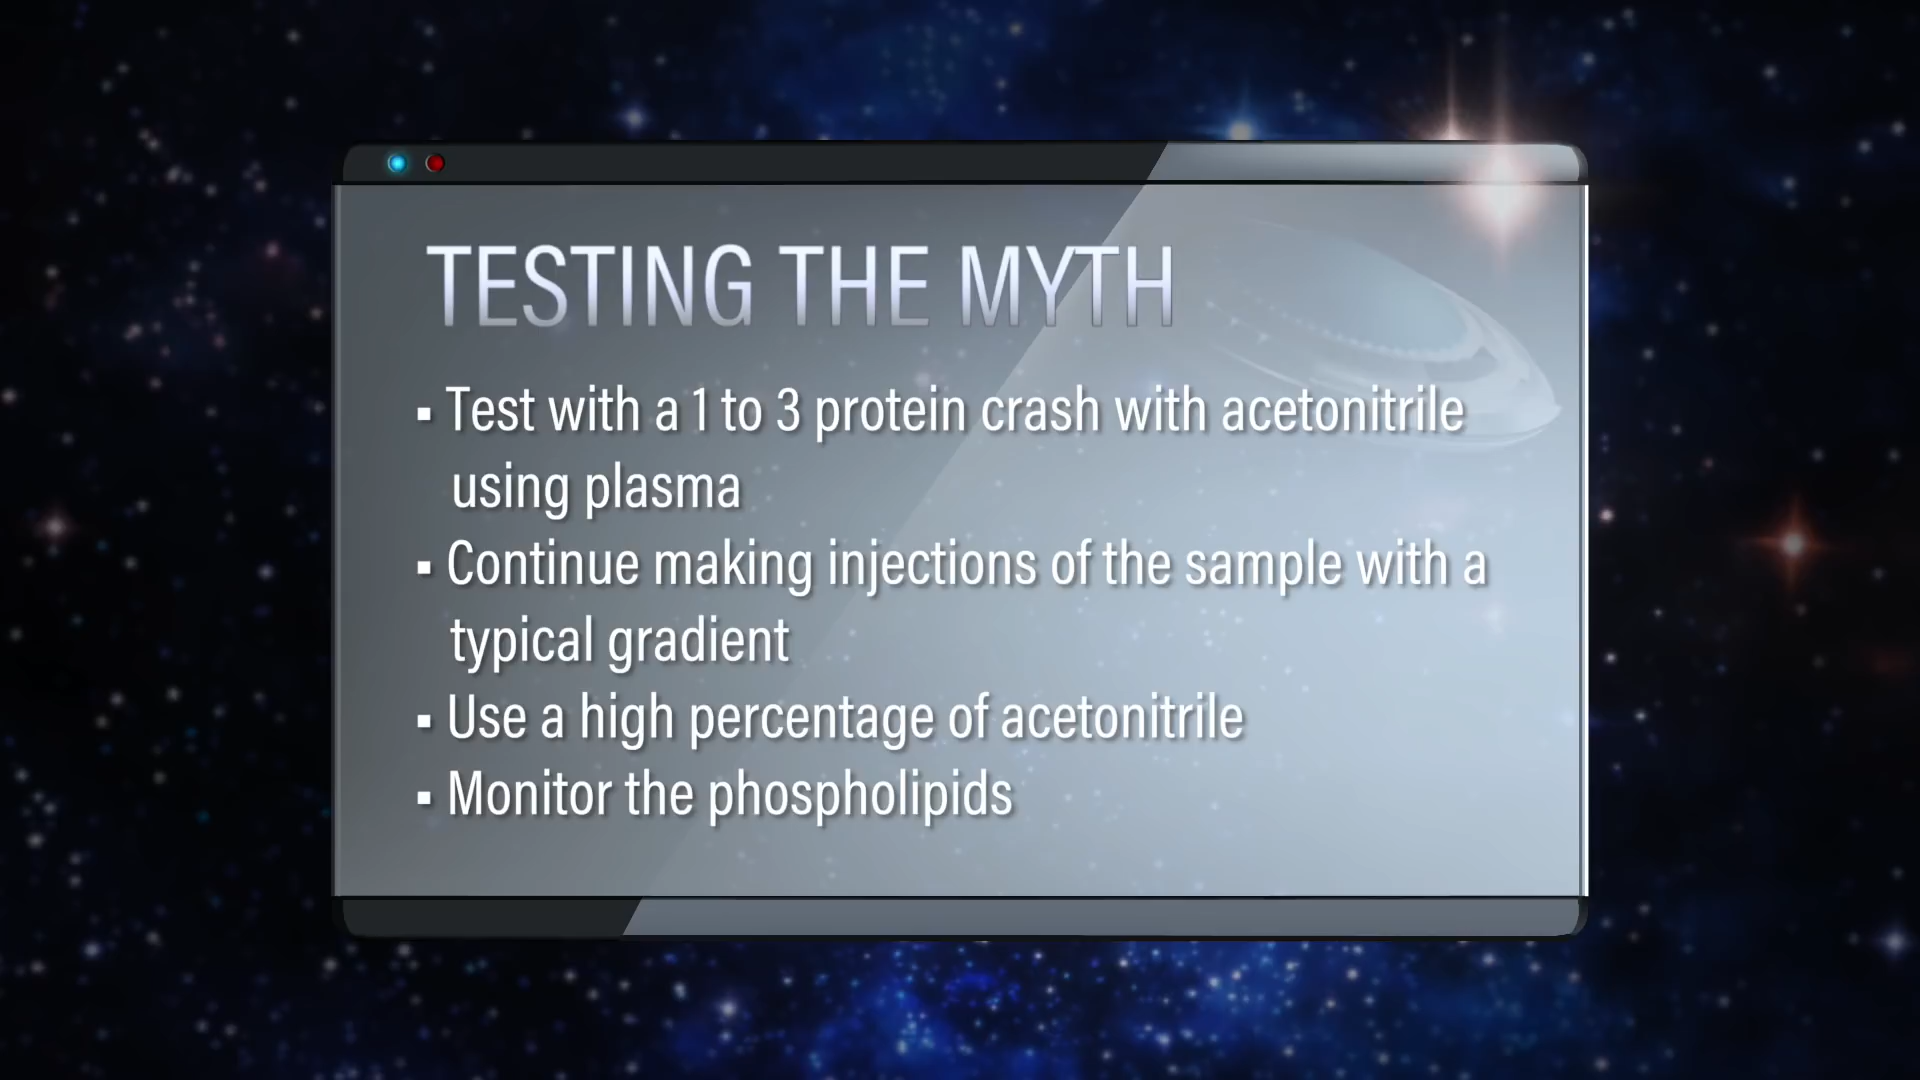 TESTING THE MYTH
▪ Test with a 1 to 3 protein crash with acetonitrile
using plasma
▪ Continue making injections of the sample with a
typical gradient
▪ Use a high percentage of acetonitrile
▪ Monitor the phospholipids